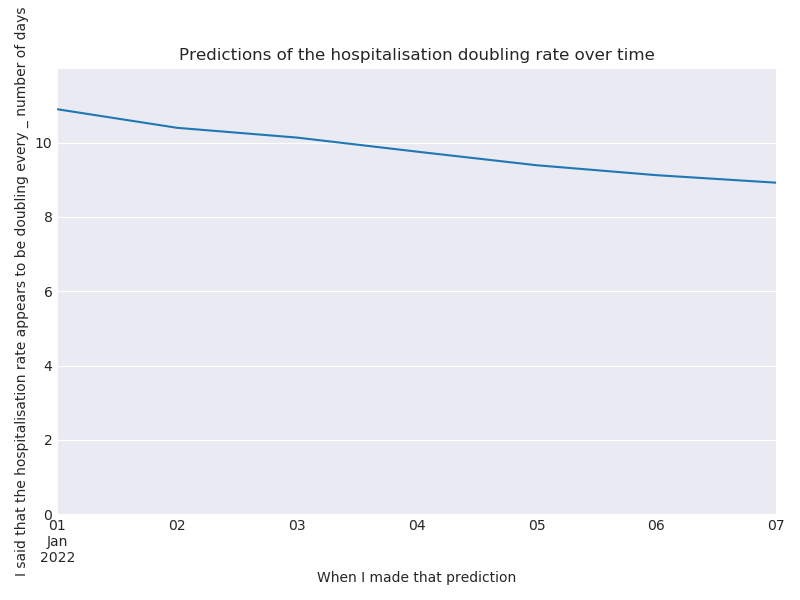 Predictions of the hospitalisation doubling rate over time
I said that the hospitalisation rate appears to be doubling every _ number of days
10
8
6
4
2
0
01 02 03 04 05 06 07
Jan
2022
When I made that prediction